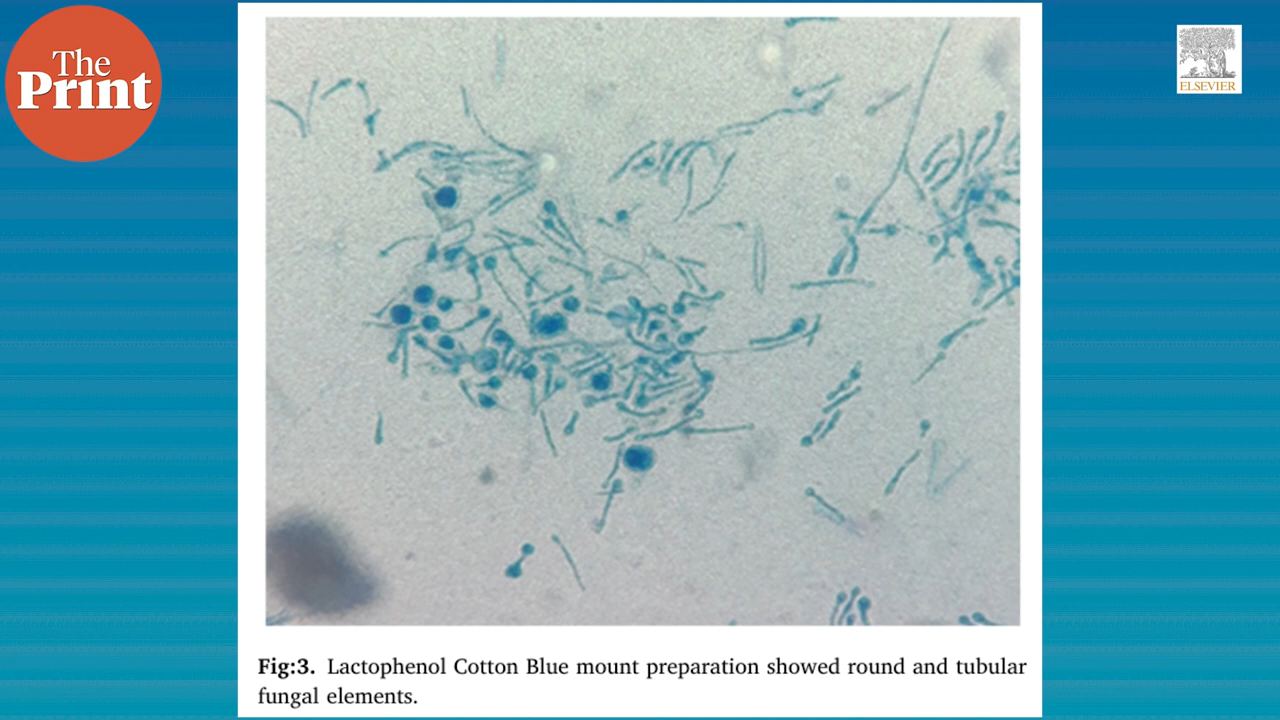 The
Print
ELSEVIER
Fig:3. Lactophenol Cotton Blue mount preparation showed round and tubular
fungal elements.